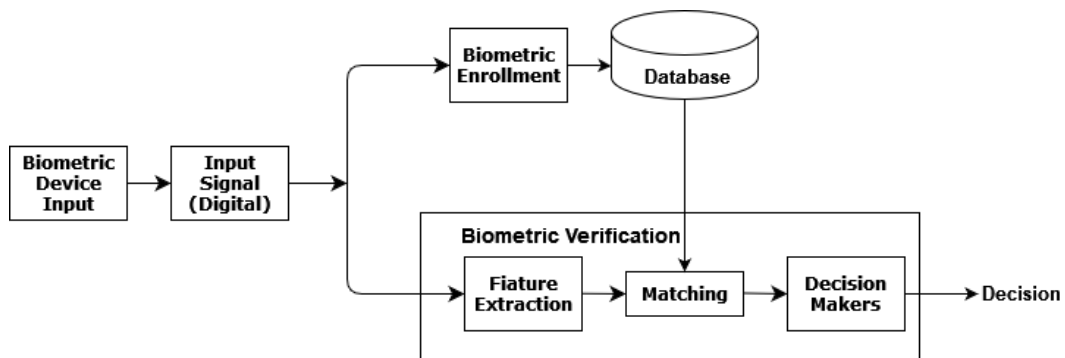 Biometric
Enrollment
Database
Biometric
Device
Input
Input
Signal
(Digital)
Biometric Verification
Fiature
Extraction
Matching
Decision
Makers
Decision